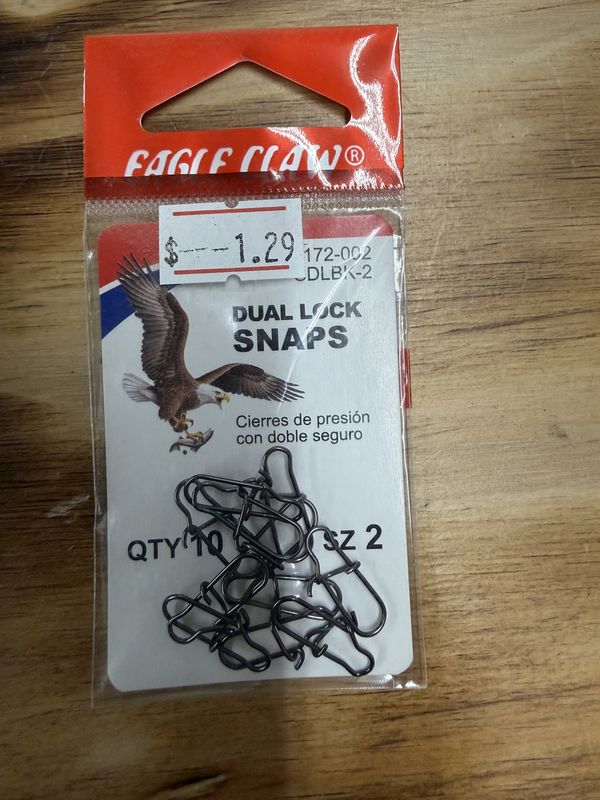 EAGLE CLAW®
$---1.29
172-002
DLBK-2
DUAL LOCK
SNAPS
Cierres de presión
con doble seguro
QTY 10
SZ 2